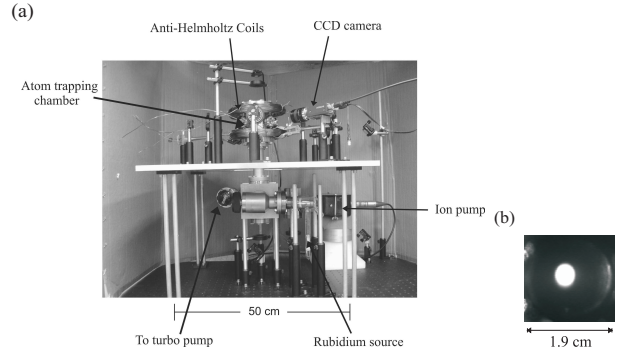 (a)
Anti-Helmholtz Coils
CCD camera
Atom trapping
chamber
Ion pump
(b)
50 cm
To turbo pump
Rubidium source
1.9 cm